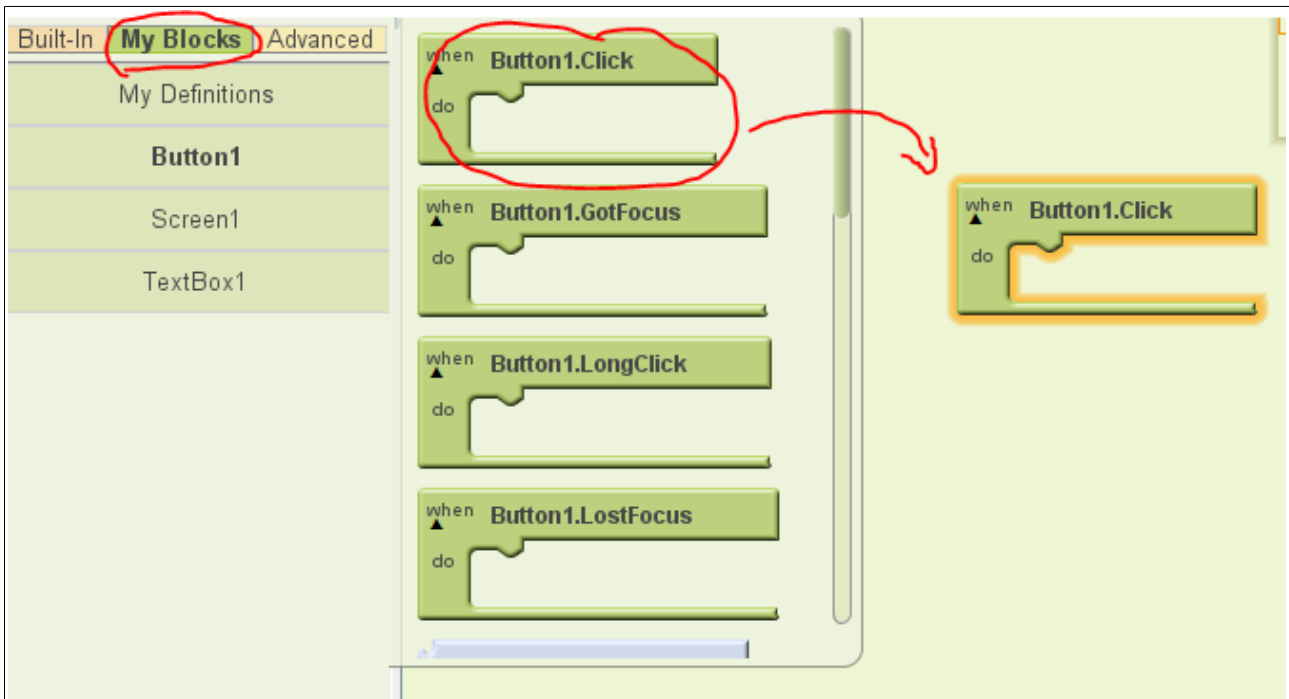 Built-In My Blocks Advanced
My Definitions
Button1
Screen1
TextBox1
when Button1.Click
do
when Button1.GotFocus
do
when Button1.LongClick
do
when Button1.LostFocus
do
when Button1.Click
do